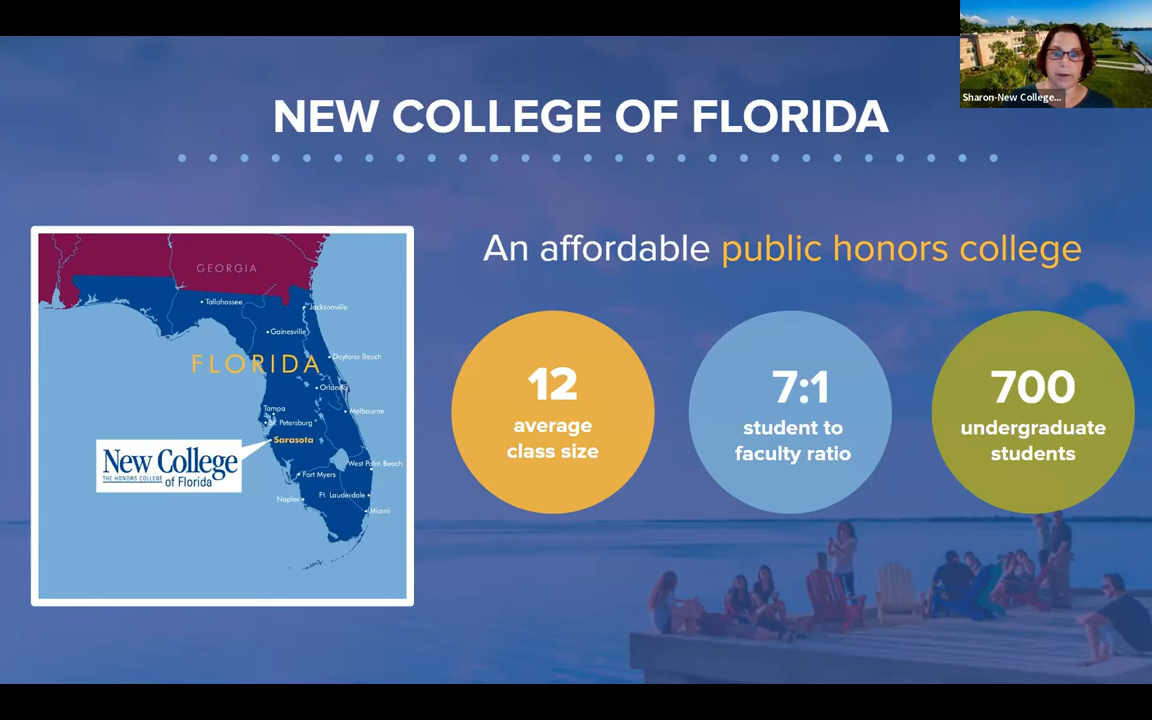 Sharon-New College...
NEW COLLEGE OF FLORIDA
An affordable public honors college
GEORGIA
Tallahassee
Jacksonville
Gainesville
FLORIDA
Daytona Beach
Orlando
Tampa
Melbourne
St. Petersburg
Sarasota
New College
THE HONORS COLLEGE
of Florida
West Palm Beach
Fort Myers
Naples
Ft. Lauderdale
Miami
12
average
class size
7:1
student to
faculty ratio
700
undergraduate
students